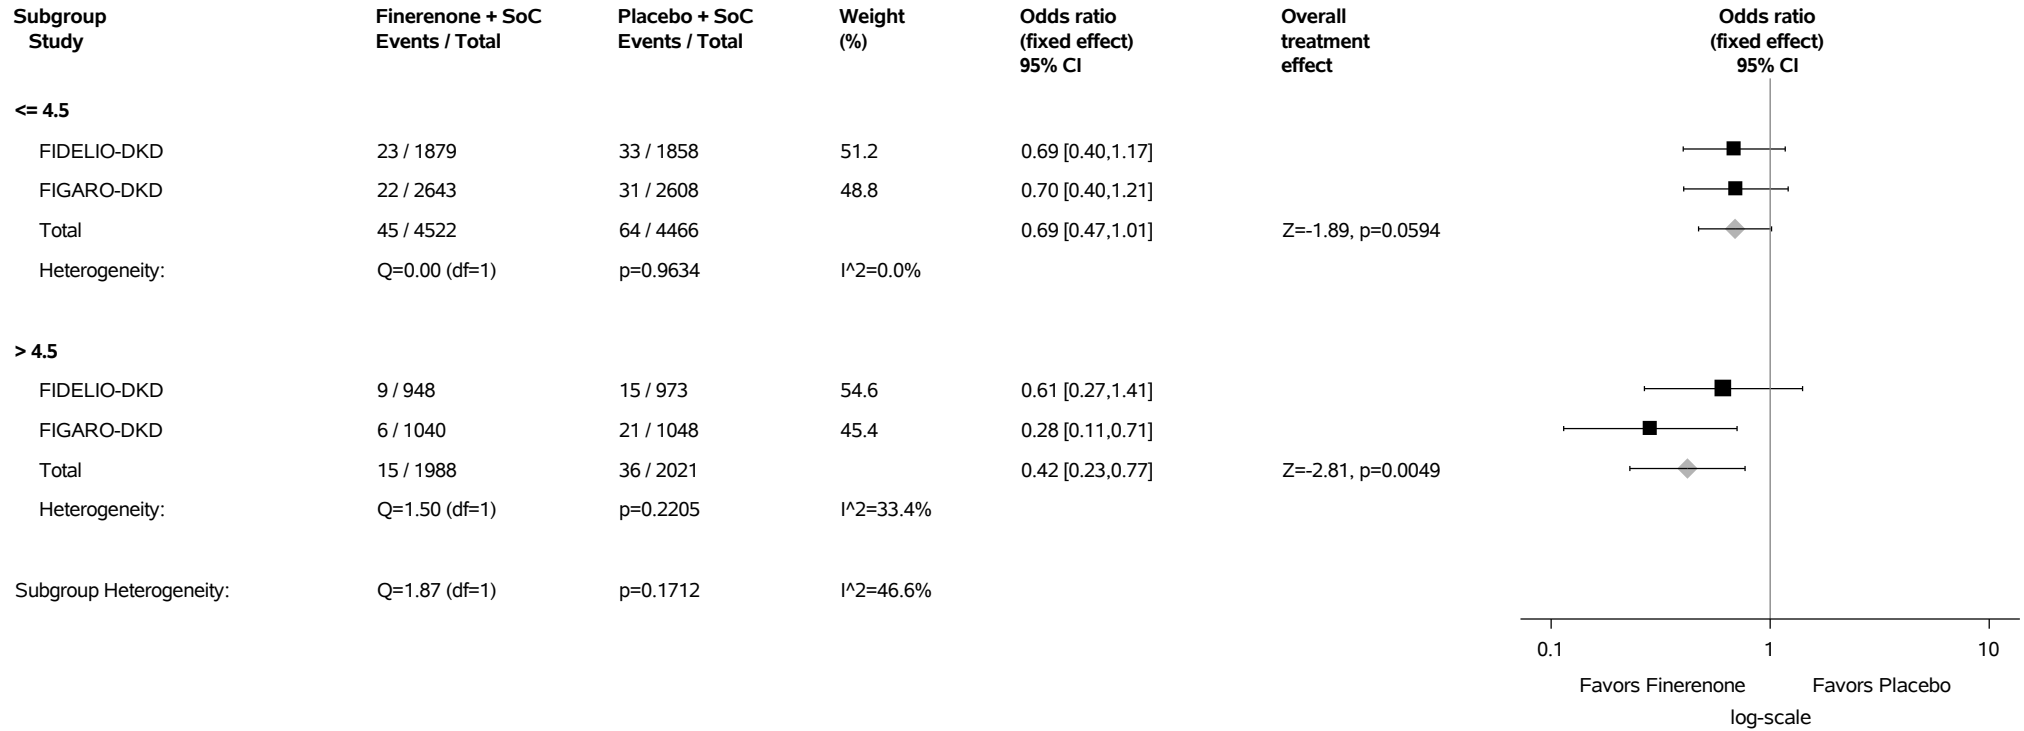 Subgroup Finerenone + SoC Placebo + SoC Weight Odds ratio Overall Odds ratio
Study Events / Total Events / Total (%) (fixed effect) treatment (fixed effect)
95% CI effect 95% CI
<= 4.5
FIDELIO-DKD 23 / 1879 33 / 1858 51.2 0.69 [0.40,1.17]
FIGARO-DKD 22 / 2643 31 / 2608 48.8 0.70 [0.40,1.21]
Total 45 / 4522 64 / 4466 0.69 [0.47,1.01] Z=-1.89, p=0.0594
Heterogeneity: Q=0.00 (df=1) p=0.9634 I^2=0.0%
> 4.5
FIDELIO-DKD 9 / 948 15 / 973 54.6 0.61 [0.27,1.41]
FIGARO-DKD 6 / 1040 21 / 1048 45.4 0.28 [0.11,0.71]
Total 15 / 1988 36 / 2021 0.42 [0.23,0.77] Z=-2.81, p=0.0049
Heterogeneity: Q=1.50 (df=1) p=0.2205 I^2=33.4%
Subgroup Heterogeneity: Q=1.87 (df=1) p=0.1712 I^2=46.6%
0.1 1 10
Favors Finerenone Favors Placebo
log-scale